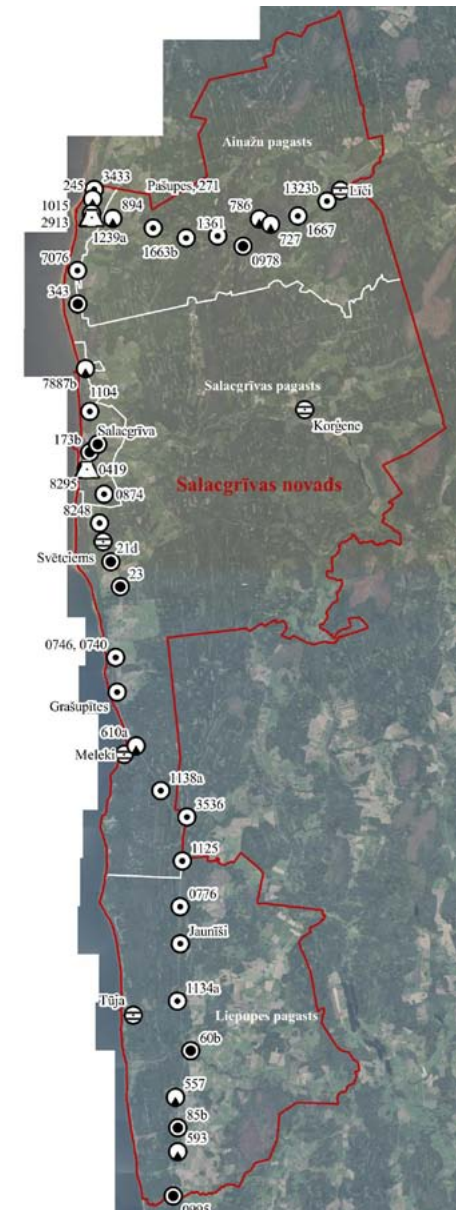 Ainažu pagasts
3433
245
Pašupes, 271
1323b
Līči
1015
894
786
2913
1361
1667
1239a
727
1663b
0978
7076
343
7887b
1104
Salacgrīvas pagasts
Korģene
Salacgrīva
173b
0419
8295
Salacgrīvas novads
0874
8248
21d
Svētciems
23
0746, 0740
Grašupītes
610a
Meleki
1138a
3536
1125
0776
Jaunīši
1134a
Tūja
Liepupes pagasts
60b
557
85b
593
0995